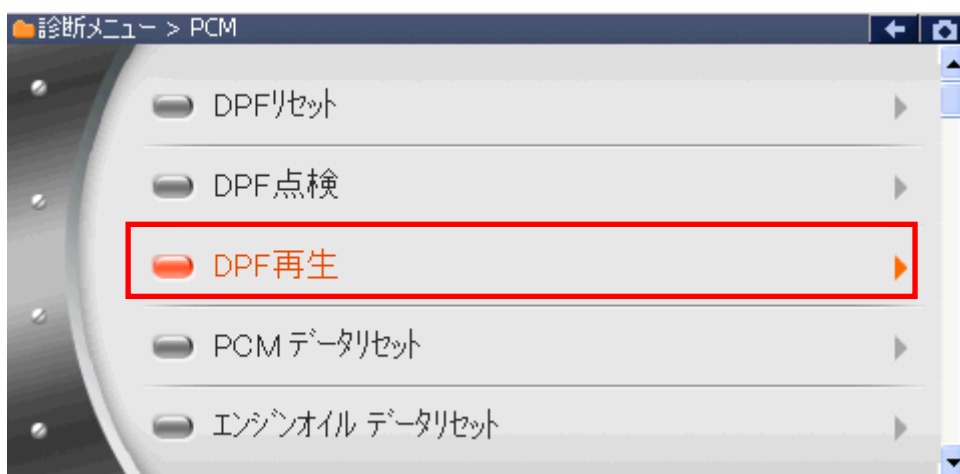 診断メニュー > PCM
DPFリセット
DPF点検
DPF再生
PCM データリセット
エンジンオイル データリセット